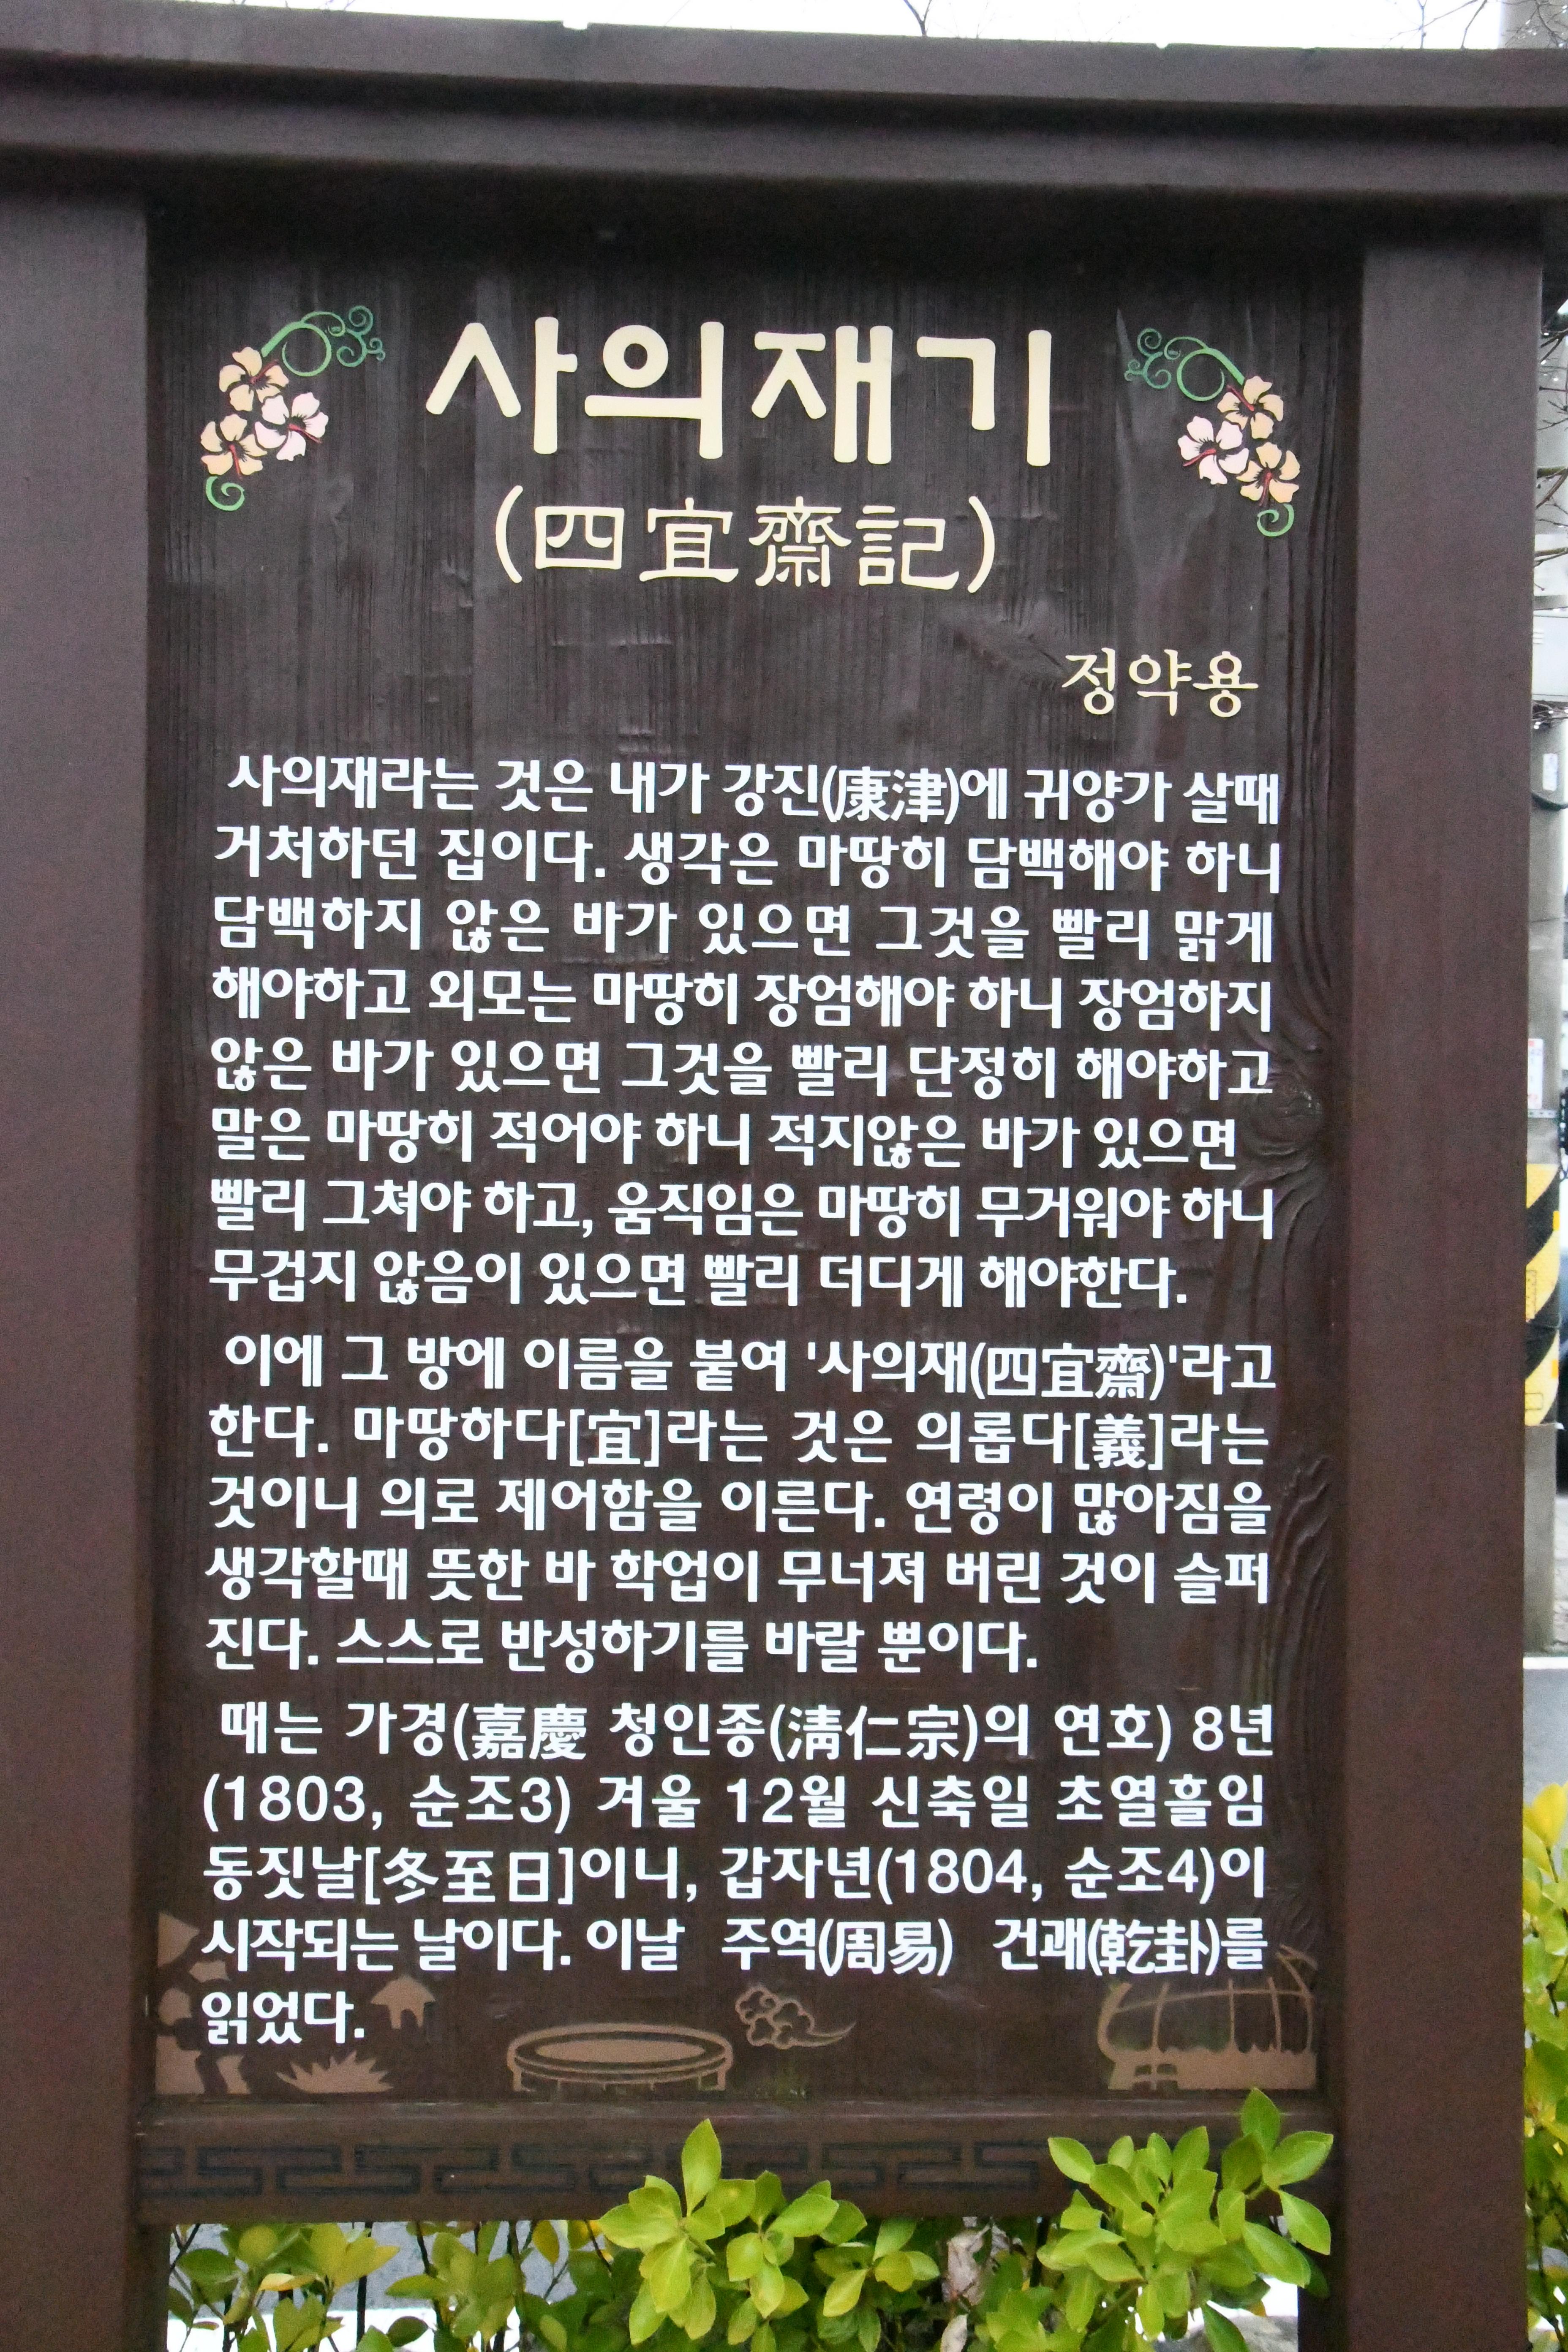 사의재기
(四宜齋記)
정약용
사의재라는 것은 내가 강진(康津)에 귀양가 살때
거처하던 집이다. 생각은 마땅히 담백해야 하니
담백하지 않은 바가 있으면 그것을 빨리 맑게
해야하고 외모는 마땅히 장엄해야 하니 장엄하지
않은 바가 있으면 그것을 빨리 단정히 해야하고
말은 마땅히 적어야 하니 적지않은 바가 있으면
빨리 그쳐야 하고, 움직임은 마땅히 무거워야 하니
무겁지 않음이 있으면 빨리 더디게 해야한다.
이에 그 방에 이름을 붙여 '사의재(四宜齋)'라고
한다. 마땅하다[宜]라는 것은 의롭다[義]라는
것이니 의로 제어함을 이른다. 연령이 많아짐을
생각할때 뜻한 바 학업이 무너져 버린 것이 슬퍼
진다. 스스로 반성하기를 바랄 뿐이다.
때는 가경(嘉慶 청인종(淸仁宗)의 연호) 8년
(1803, 순조3) 겨울 12월 신축일 초열흘임
동짓날[冬至日]이니, 갑자년(1804, 순조4)이
시작되는 날이다. 이날 주역(周易) 건괘(乾卦)를
읽었다.